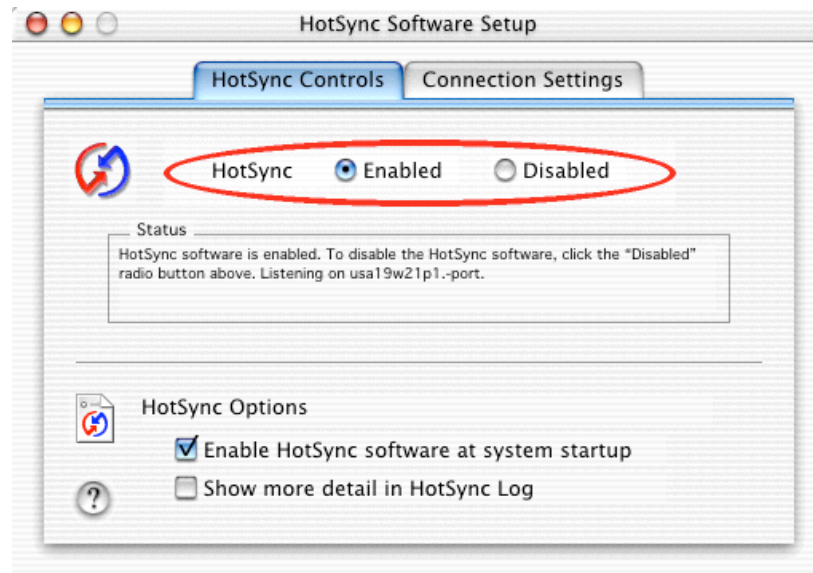 HotSync Software Setup
HotSync Controls Connection Settings
HotSync Enabled Disabled
Status
HotSync software is enabled. To disable the HotSync software, click the “Disabled”
radio button above. Listening on usa19w21p1.-port.
HotSync Options
Enable HotSync software at system startup
Show more detail in HotSync Log
?